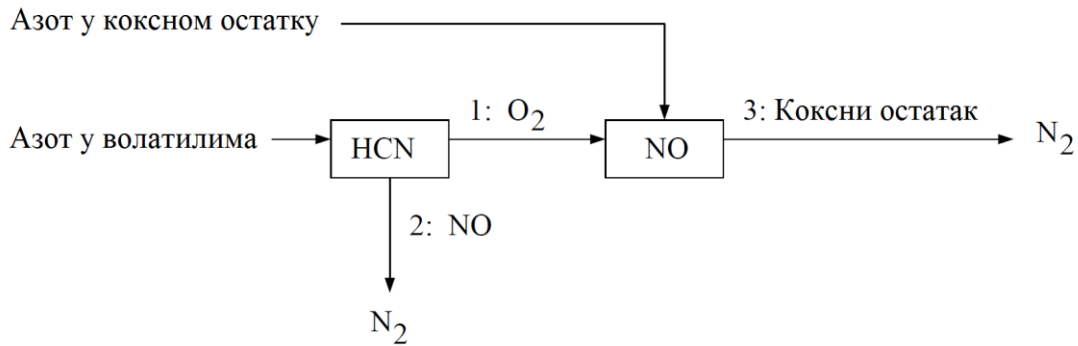 Азот у коксном остатку
1: O2
3: Коксни остатак
Азот у волатилима
HCN
NO
N2
2: NO
N2